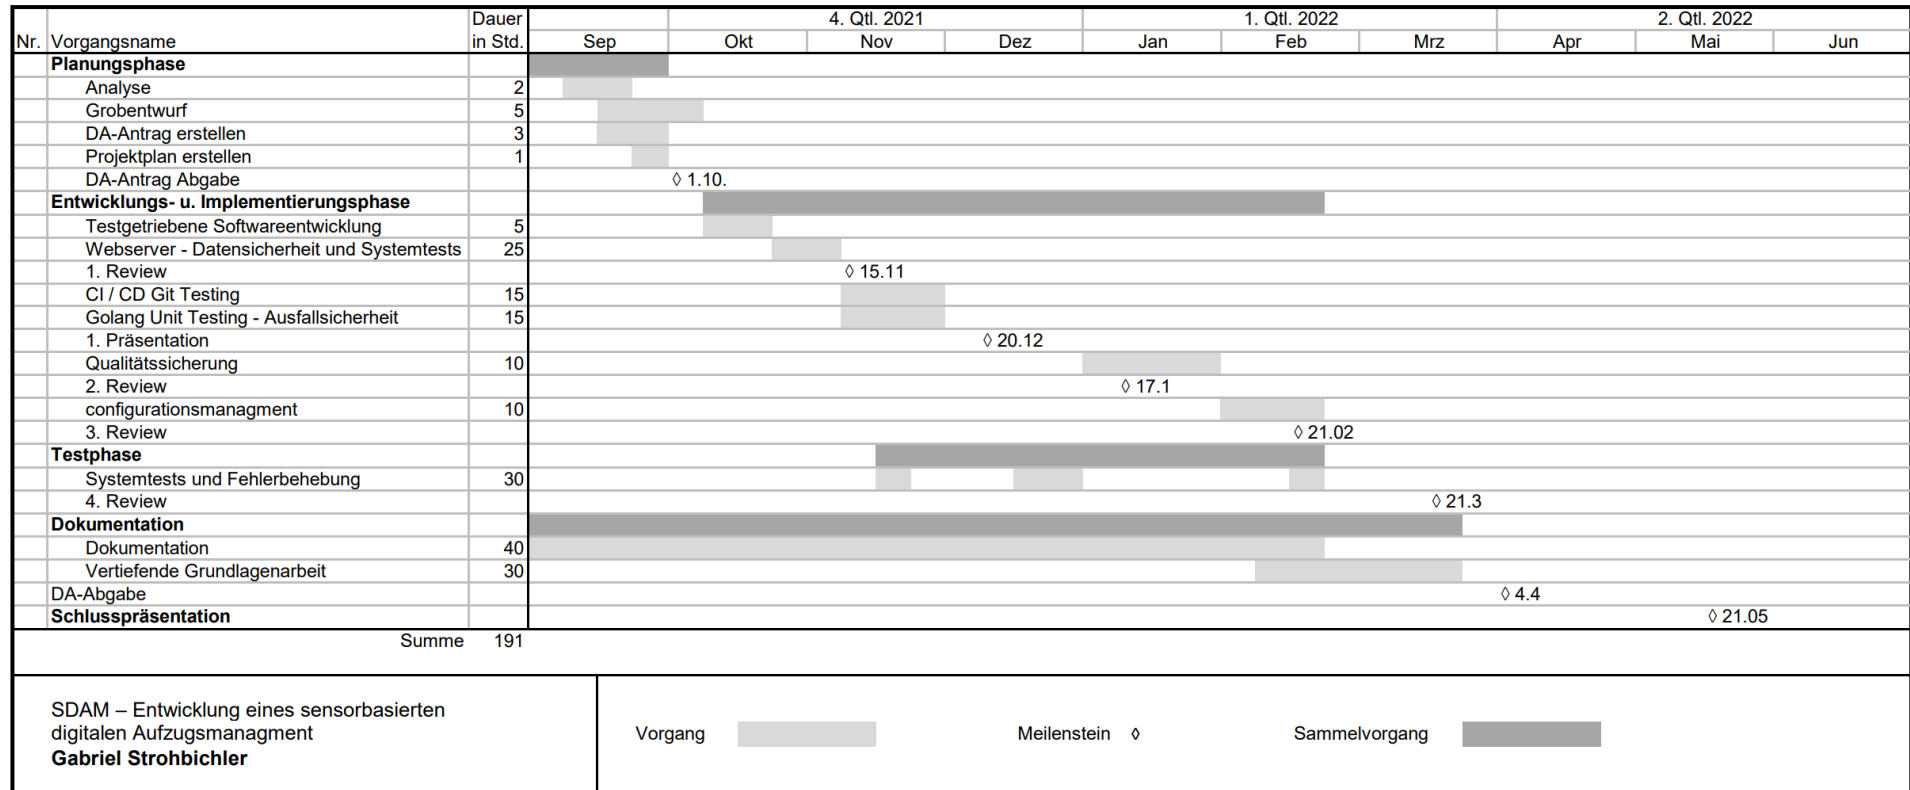 Dauer 4. Qtl. 2021 1. Qtl. 2022 2. Qtl. 2022
Nr. Vorgangsname in Std. Sep Okt Nov Dez Jan Feb Mrz Apr Mai Jun
Planungsphase
Analyse 2
Grobentwurf 5
DA-Antrag erstellen 3
Projektplan erstellen 1
DA-Antrag Abgabe ◊ 1.10.
Entwicklungs- u. Implementierungsphase
Testgetriebene Softwareentwicklung 5
Webserver - Datensicherheit und Systemtests 25
1. Review ◊ 15.11
CI / CD Git Testing 15
Golang Unit Testing - Ausfallsicherheit 15
1. Präsentation ◊ 20.12
Qualitätssicherung 10
2. Review ◊ 17.1
configurationsmanagment 10
3. Review ◊ 21.02
Testphase
Systemtests und Fehlerbehebung 30
4. Review ◊ 21.3
Dokumentation
Dokumentation 40
Vertiefende Grundlagenarbeit 30
DA-Abgabe ◊ 4.4
Schlusspräsentation ◊ 21.05
Summe 191
SDAM – Entwicklung eines sensorbasierten
digitalen Aufzugsmanagment
Gabriel Strohbichler
Vorgang Meilenstein ◊ Sammelvorgang